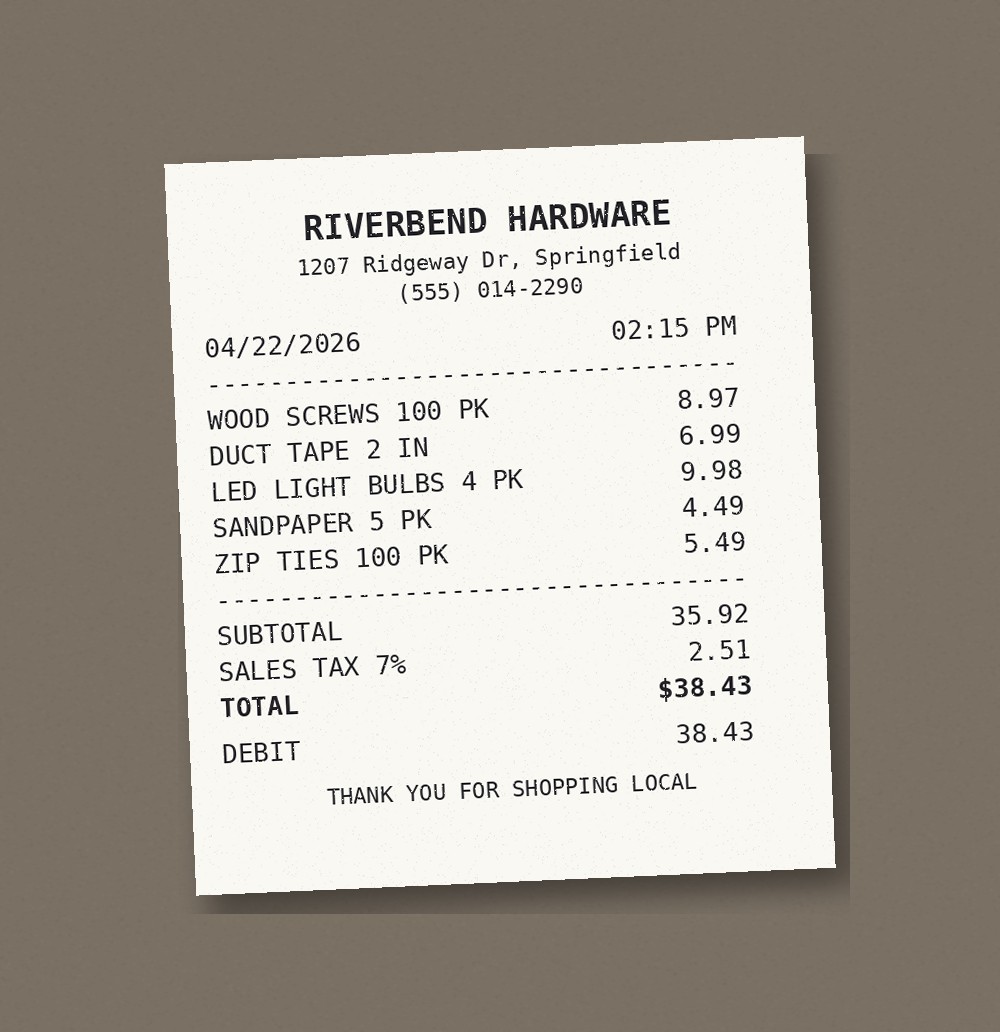 RIVERBEND HARDWARE
1207 Ridgeway Dr, Springfield
(555) 014-2290
04/22/2026 02:15 PM
----------------------------------
WOOD SCREWS 100 PK 8.97
DUCT TAPE 2 IN 6.99
LED LIGHT BULBS 4 PK 9.98
SANDPAPER 5 PK 4.49
ZIP TIES 100 PK 5.49
----------------------------------
SUBTOTAL 35.92
SALES TAX 7% 2.51
TOTAL $38.43
DEBIT 38.43
THANK YOU FOR SHOPPING LOCAL